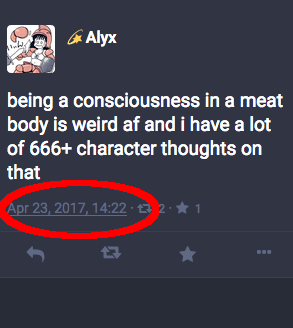 Alyx
being a consciousness in a meat
body is weird af and i have a lot
of 666+ character thoughts on
that
Apr 23, 2017, 14:22 · 2 · 1